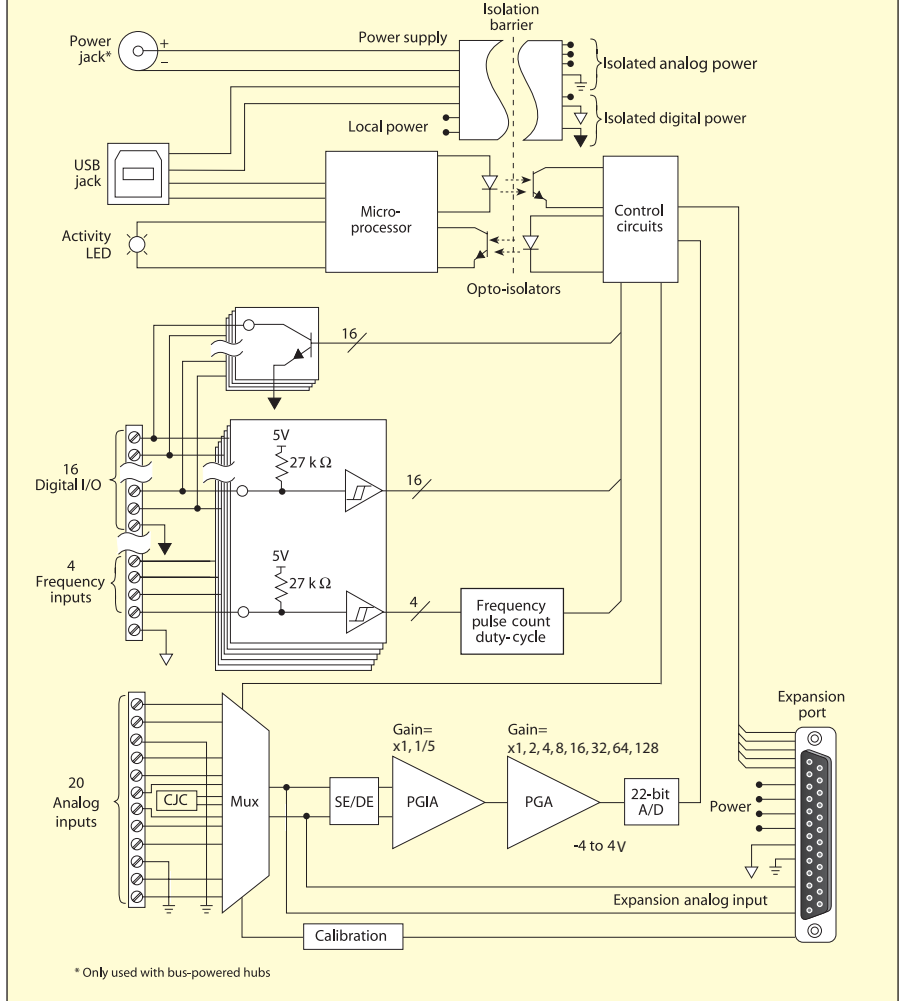 Isolation
barrier
Power
jack*
+
−
Power supply
Isolated analog power
Local power
Isolated digital power
USB
jack
Micro-
processor
Control
circuits
Activity
LED
Opto-isolators
16
5V
27 k Ω
16
16
Digital I/O
5V
27 k Ω
4
4
Frequency
inputs
Frequency
pulse count
duty-cycle
Expansion
port
Gain=
x1, 1/5
Gain=
x1, 2, 4, 8, 16, 32, 64, 128
20
Analog
inputs
CJC
Mux
SE/DE
PGIA
PGA
22-bit
A/D
Power
-4 to 4V
Expansion analog input
Calibration
* Only used with bus-powered hubs